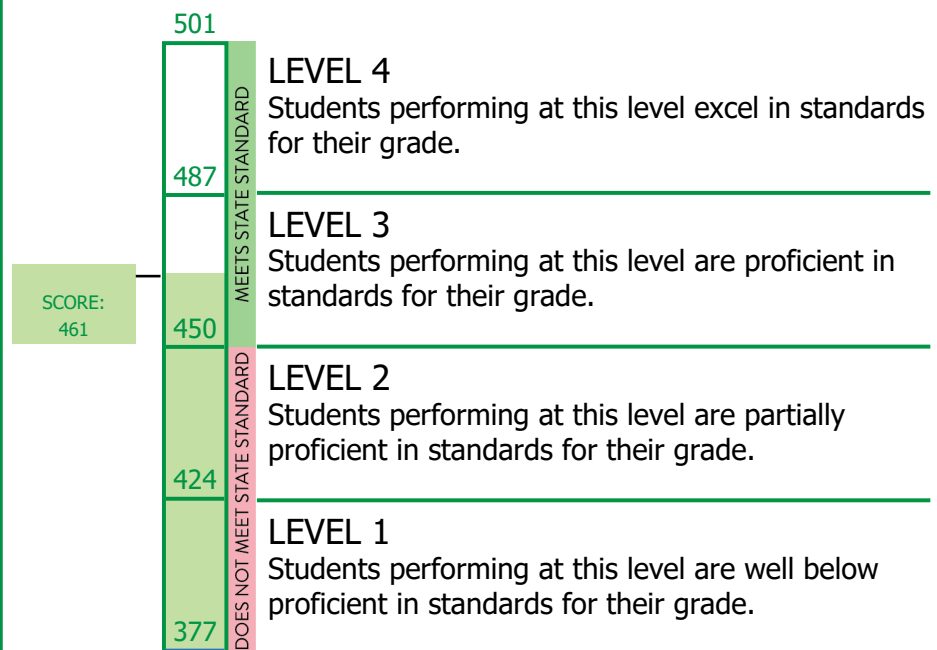 501
LEVEL 4
Students performing at this level excel in standards
for their grade.
487
MEETS STATE STANDARD
LEVEL 3
Students performing at this level are proficient in
standards for their grade.
SCORE:
461
450
LEVEL 2
Students performing at this level are partially
proficient in standards for their grade.
424
DOES NOT MEET STATE STANDARD
LEVEL 1
Students performing at this level are well below
proficient in standards for their grade.
377